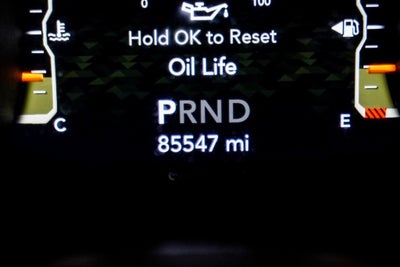 0 100
Hold OK to Reset
Oil Life
PRND
C E
85547 mi